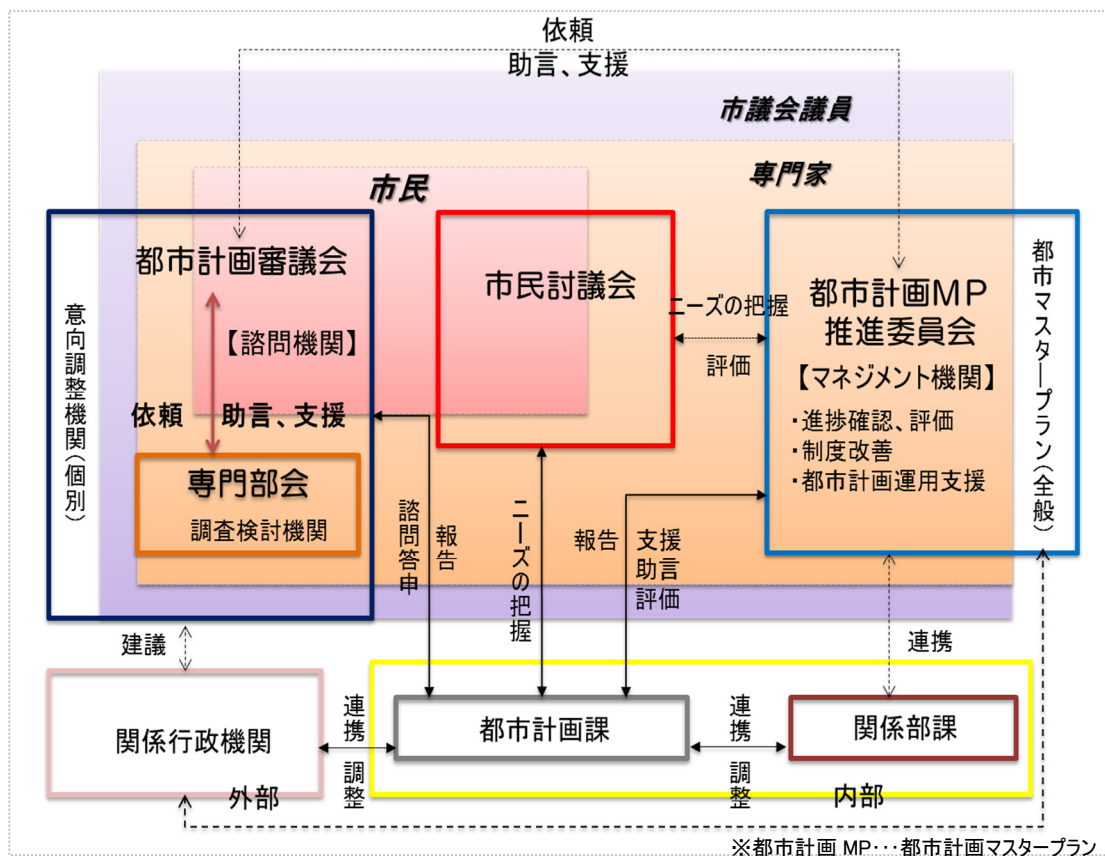 依頼
助言、支援
市議会議員
専門家
市民
都市計画審議会
【諮問機関】
依頼
助言、支援
専門部会
調査検討機関
意向調整機関(個別)
市民討議会
ニーズの把握
評価
都市計画MP
推進委員会
【マネジメント機関】
・進捗確認、評価
・制度改善
・都市計画運用支援
都市マスタープラン(全般)
諮問答申
報告
ニーズの把握
報告
支援
助言
評価
建議
連携
関係行政機関
外部
連携
調整
都市計画課
連携
調整
関係部課
内部
※都市計画 MP･･･都市計画マスタープラン